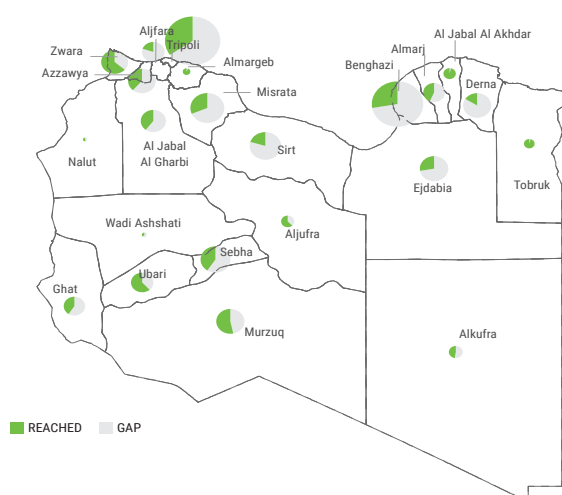 Al Jabal Al Akhdar
Aljfara
Zwara
Tripoli
Almarj
Almargeb
Benghazi
Azzawya
Derna
Misrata
Al Jabal
Al Gharbi
Sirt
Nalut
Ejdabia
Tobruk
Wadi Ashshati
Aljufra
Sebha
Ubari
Ghat
Murzuq
Alkufra
REACHED GAP